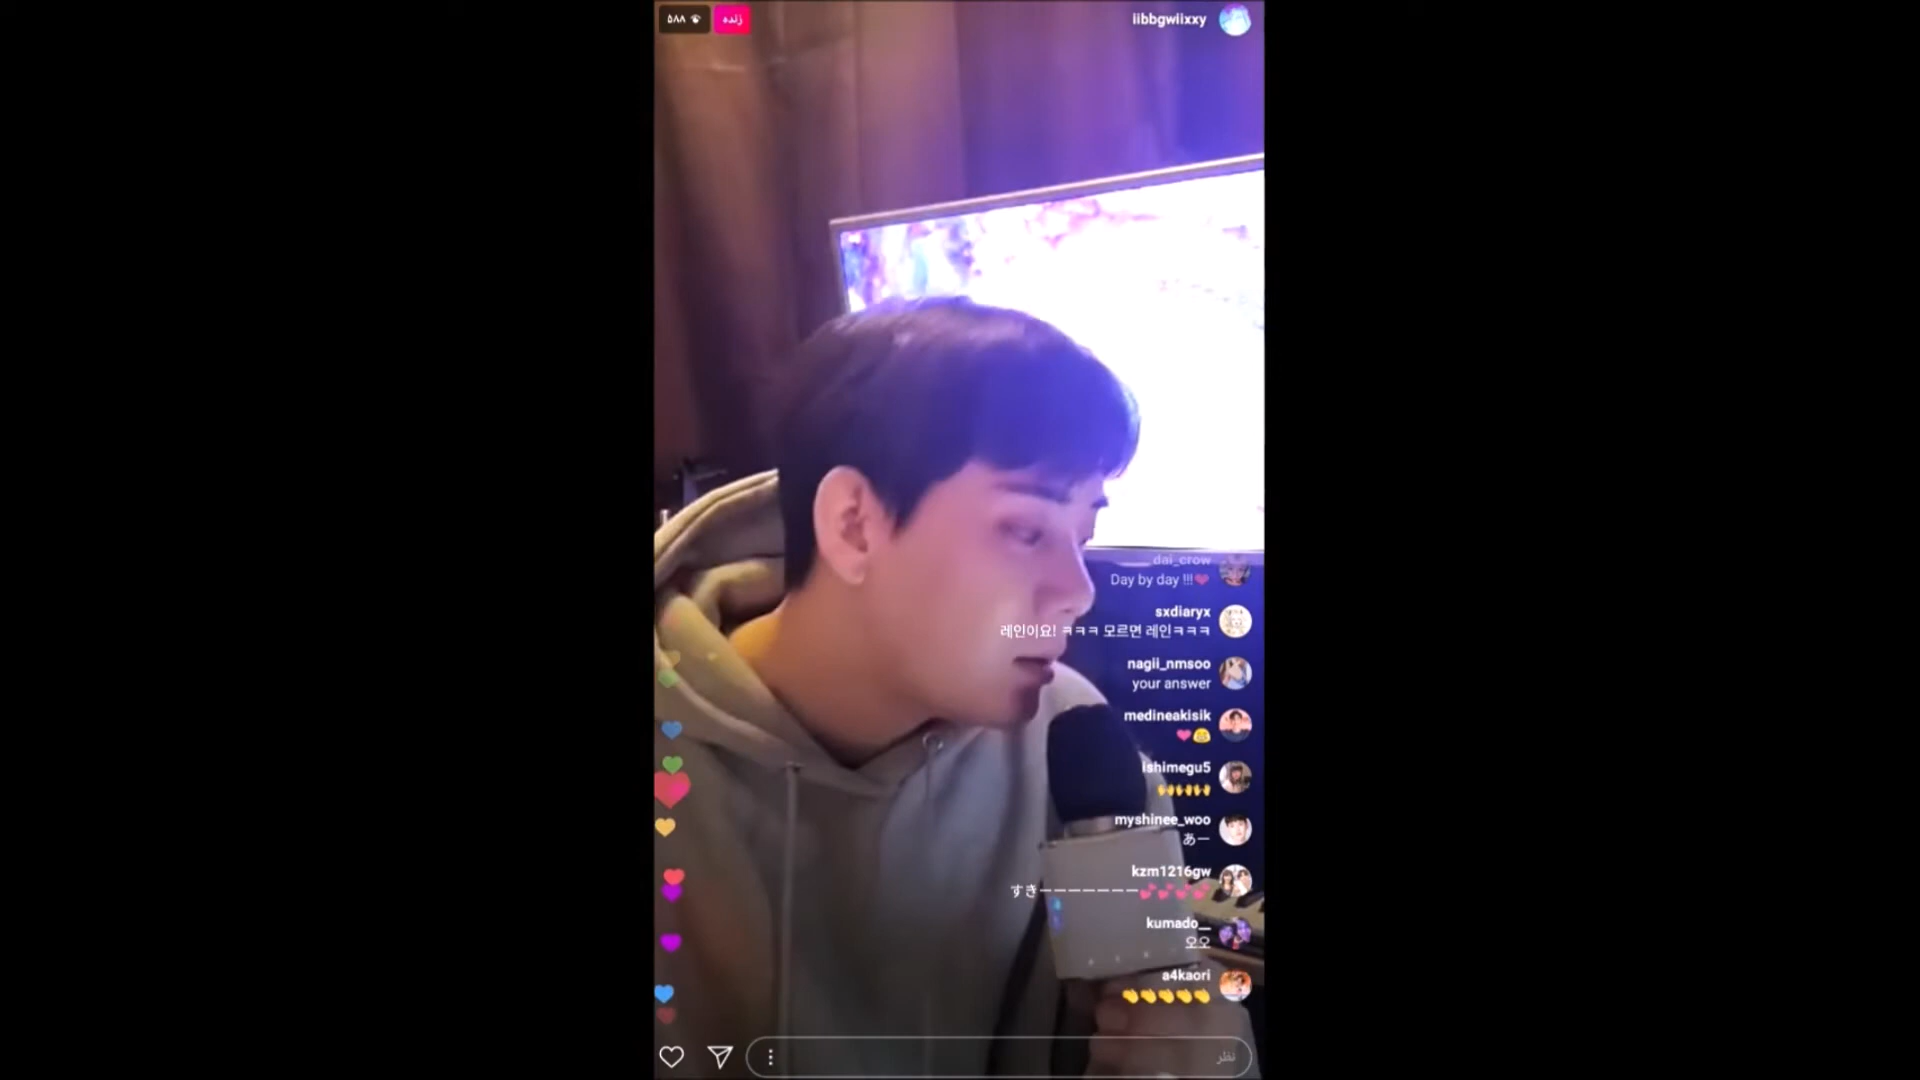 ۵۸۸
زنده
iibbgwiixxy
dai_crow
Day by day !!!❤
sxdiaryx
레인이요! ㅋㅋㅋ 모르면 레인ㅋㅋㅋ
nagii_nmsoo
your answer
medineakisik
❤😂
ishimegu5
🙌🙌🙌
myshinee_woo
あー
kzm1216gw
すきーーーーーーー💕💕💕💕
kumado__
오오
a4kaori
👏👏👏👏👏
نظر